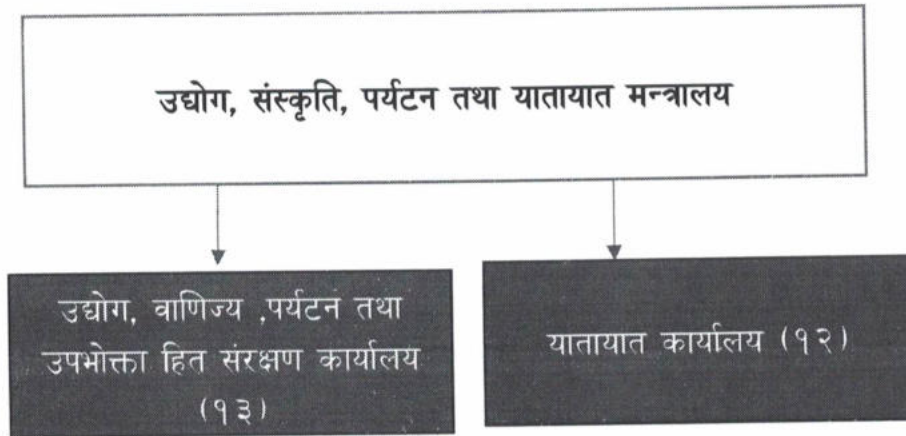 उद्योग, संस्कृति, पर्यटन तथा यातायात मन्त्रालय
उद्योग, वाणिज्य ,पर्यटन तथा
उपभोक्ता हित संरक्षण कार्यालय
(१३)
यातायात कार्यालय (१२)